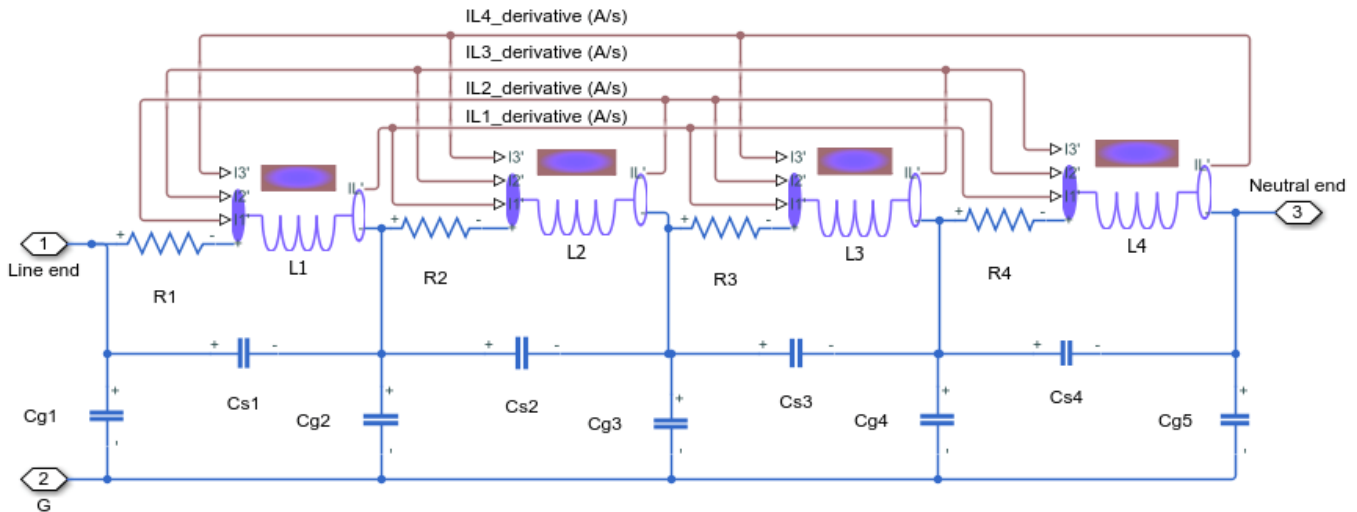 IL4_derivative (A/s)
IL3_derivative (A/s)
IL2_derivative (A/s)
IL1_derivative (A/s)
I3'
I2'
I1'
IL'
I3'
I2'
I1'
IL'
I3'
I2'
I1'
IL'
I3'
I2'
I1'
IL'
1
Line end
+
-
R1
L1
+
-
R2
L2
+
-
R3
L3
+
-
R4
L4
Neutral end
3
+
-
Cs1
+
-
Cs2
+
-
Cs3
+
-
Cs4
Cg1
+
-
Cg2
+
-
Cg3
+
-
Cg4
+
-
Cg5
+
-
2
G